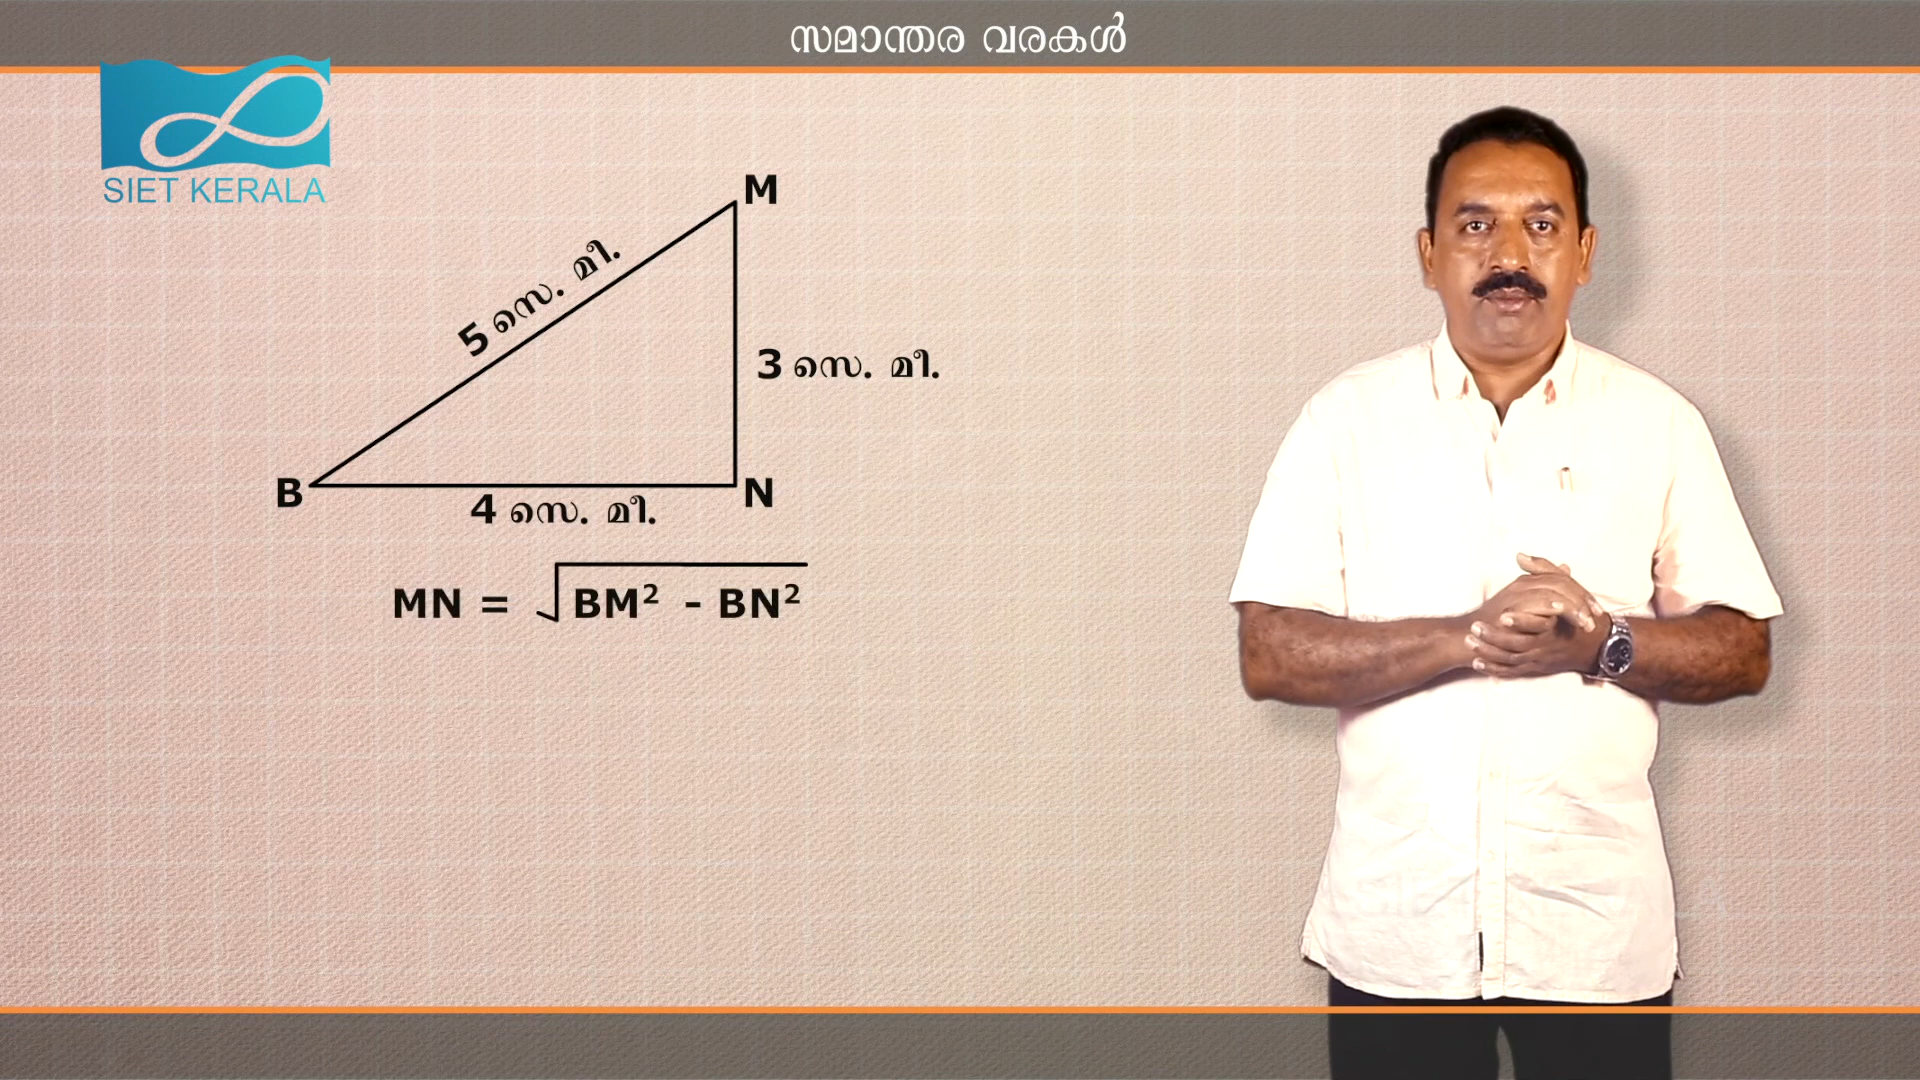 സമാന്തര വരകൾ
SIET KERALA
M
5 സെ. മീ.
3 സെ. മീ.
B
N
4 സെ. മീ.
MN = √BM² - BN²